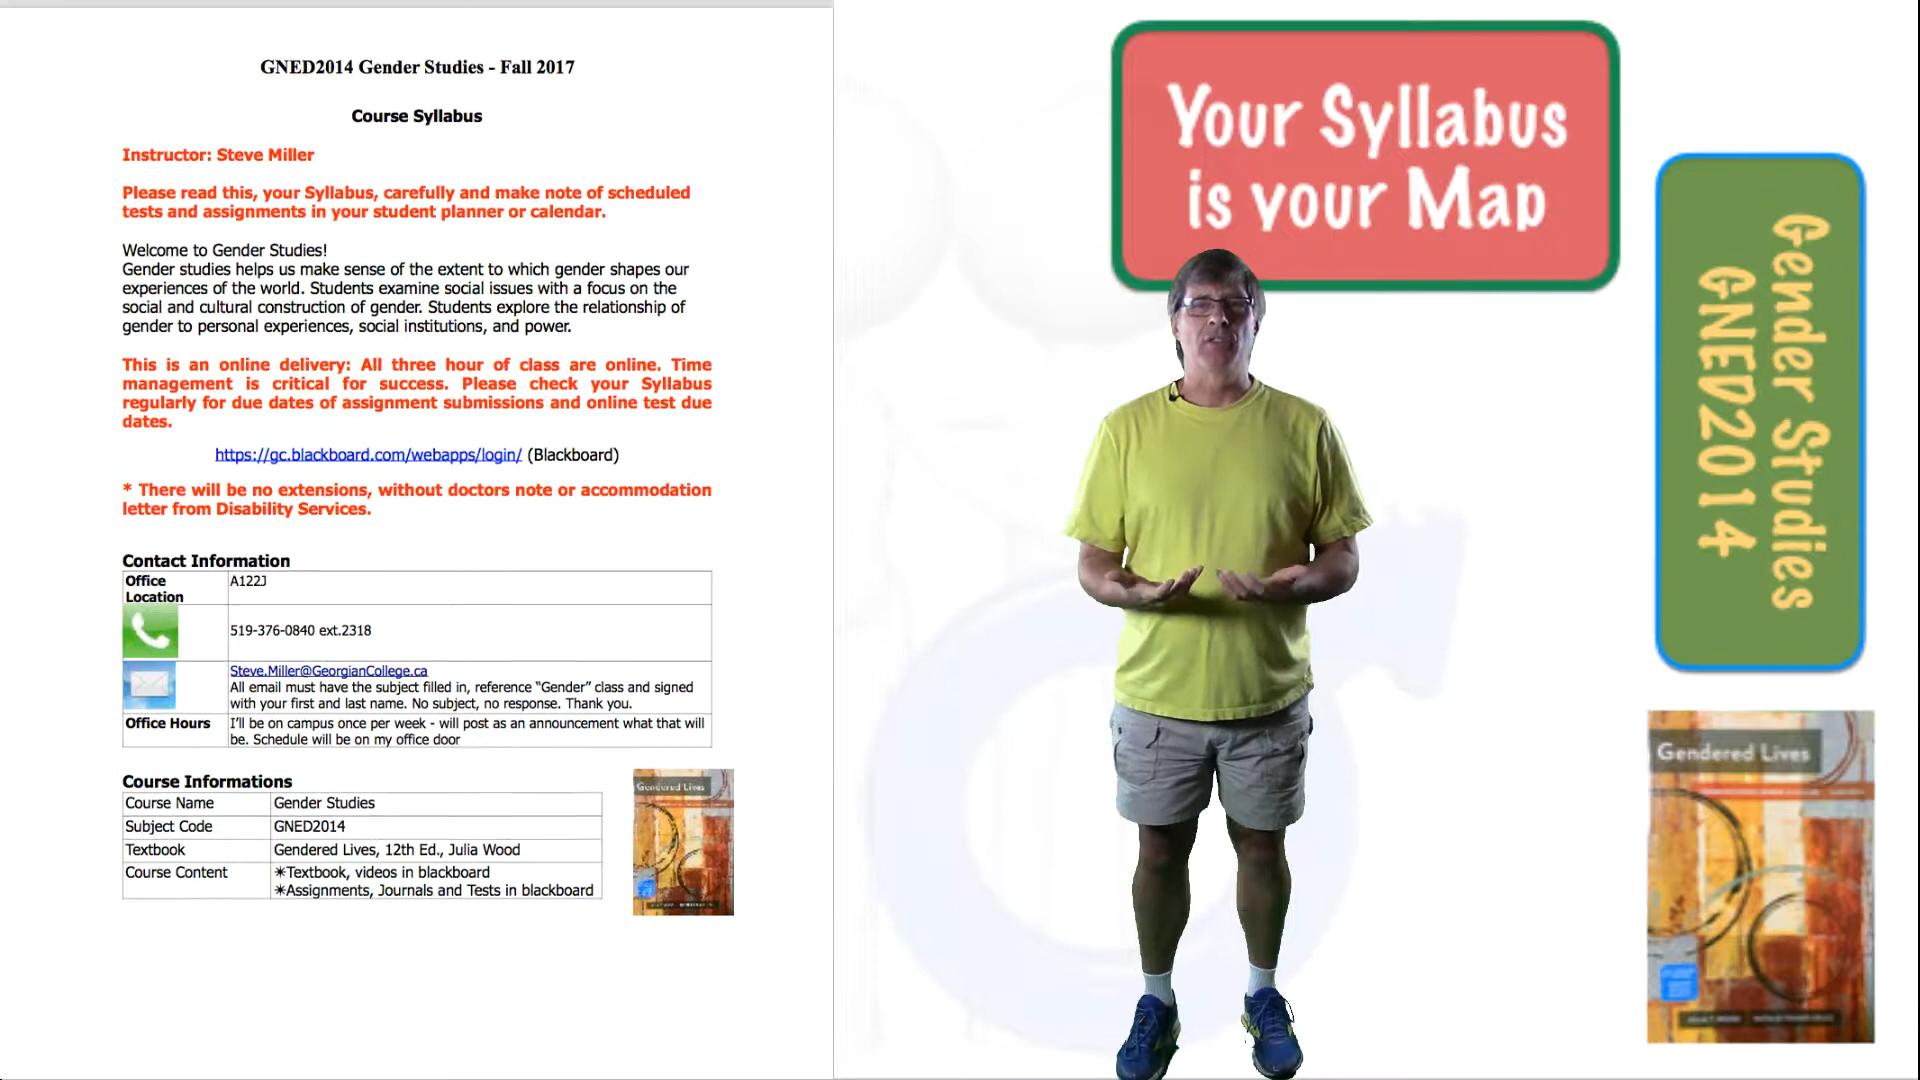 GNED2014 Gender Studies - Fall 2017
Course Syllabus
Instructor: Steve Miller
Please read this, your Syllabus, carefully and make note of scheduled
tests and assignments in your student planner or calendar.
Welcome to Gender Studies!
Gender studies helps us make sense of the extent to which gender shapes our
experiences of the world. Students examine social issues with a focus on the
social and cultural construction of gender. Students explore the relationship of
gender to personal experiences, social institutions, and power.
This is an online delivery: All three hour of class are online. Time
management is critical for success. Please check your Syllabus
regularly for due dates of assignment submissions and online test due
dates.
https://gc.blackboard.com/webapps/login/ (Blackboard)
* There will be no extensions, without doctors note or accommodation
letter from Disability Services.
Contact Information
Office Location A122J
519-376-0840 ext.2318
Steve.Miller@GeorgianCollege.ca
All email must have the subject filled in, reference “Gender” class and signed
with your first and last name. No subject, no response. Thank you.
Office Hours I’ll be on campus once per week - will post as an announcement what that will
be. Schedule will be on my office door
Course Informations
Course Name Gender Studies
Subject Code GNED2014
Textbook Gendered Lives, 12th Ed., Julia Wood
Course Content ✶Textbook, videos in blackboard
✶Assignments, Journals and Tests in blackboard
Gendered Lives
Your Syllabus
is your Map
Gender Studies
GNED2014
Gendered Lives